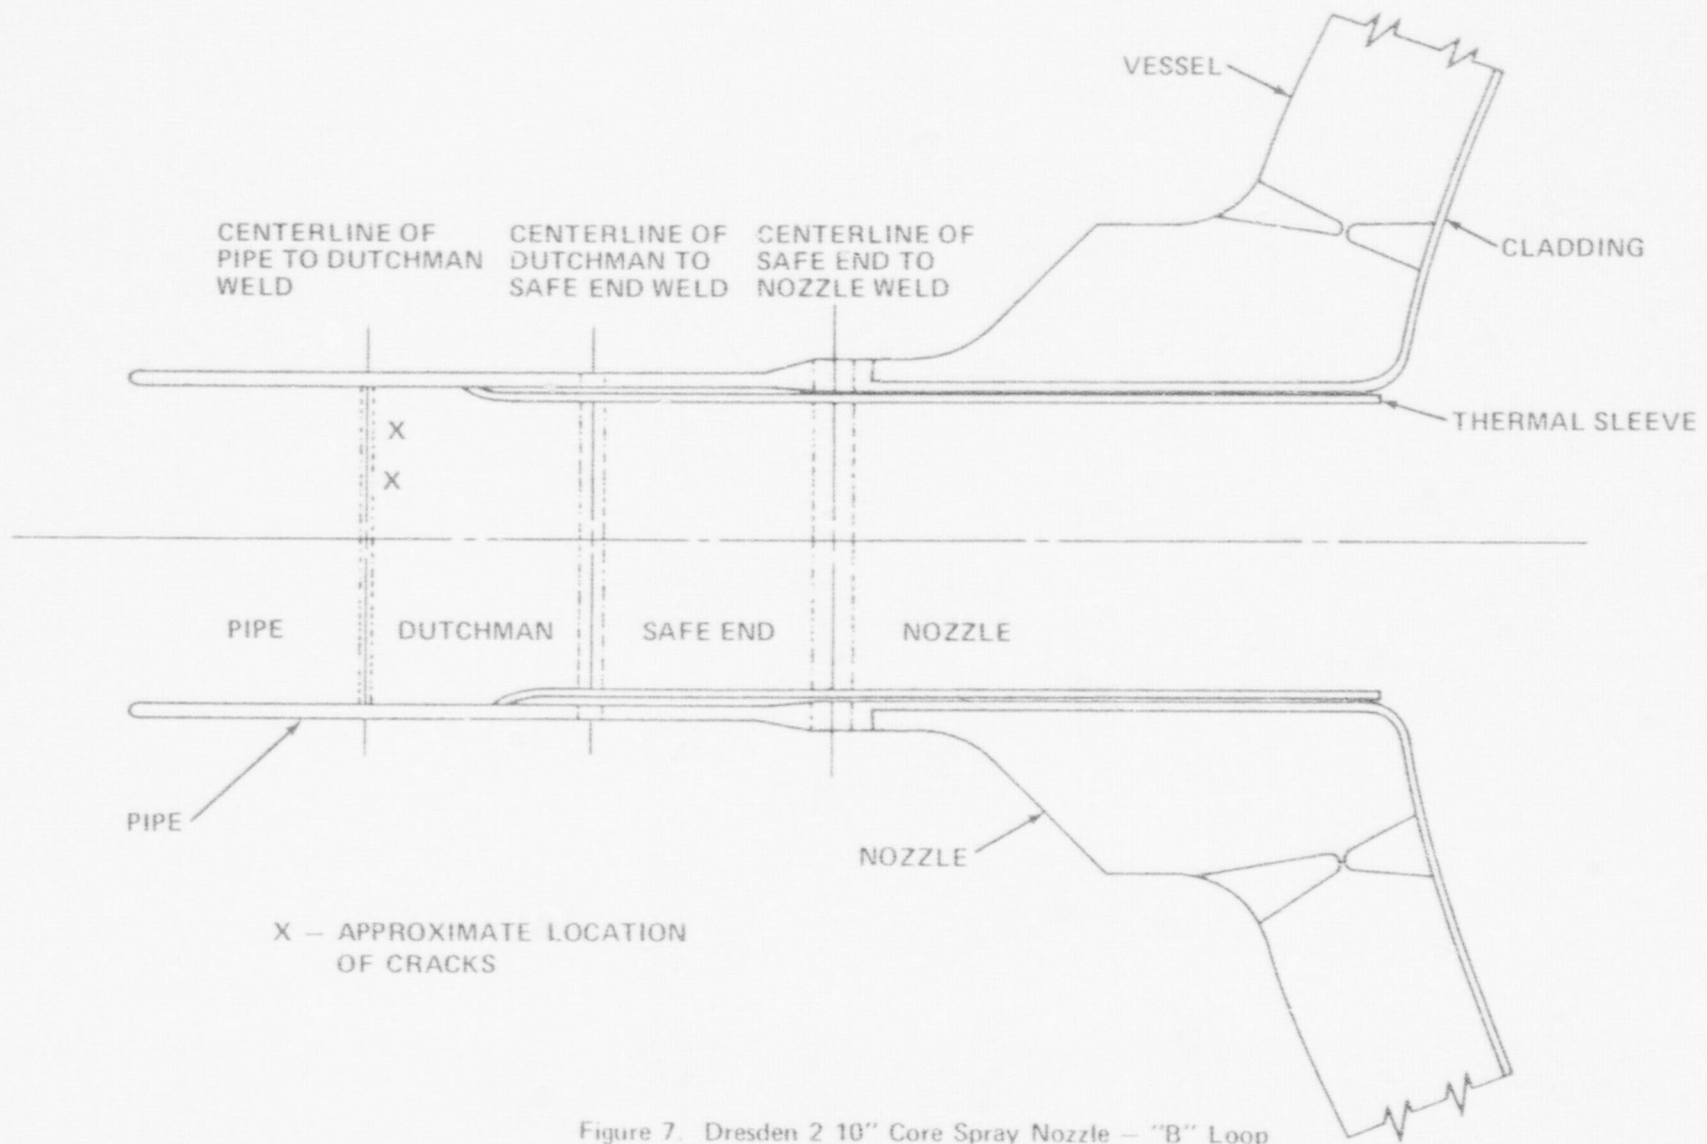 VESSEL
CENTERLINE OF
PIPE TO DUTCHMAN
WELD
CENTERLINE OF
DUTCHMAN TO
SAFE END WELD
CENTERLINE OF
SAFE END TO
NOZZLE WELD
CLADDING
THERMAL SLEEVE
X
X
PIPE
DUTCHMAN
SAFE END
NOZZLE
PIPE
NOZZLE
X – APPROXIMATE LOCATION
OF CRACKS
Figure 7. Dresden 2 10" Core Spray Nozzle – "B" Loop